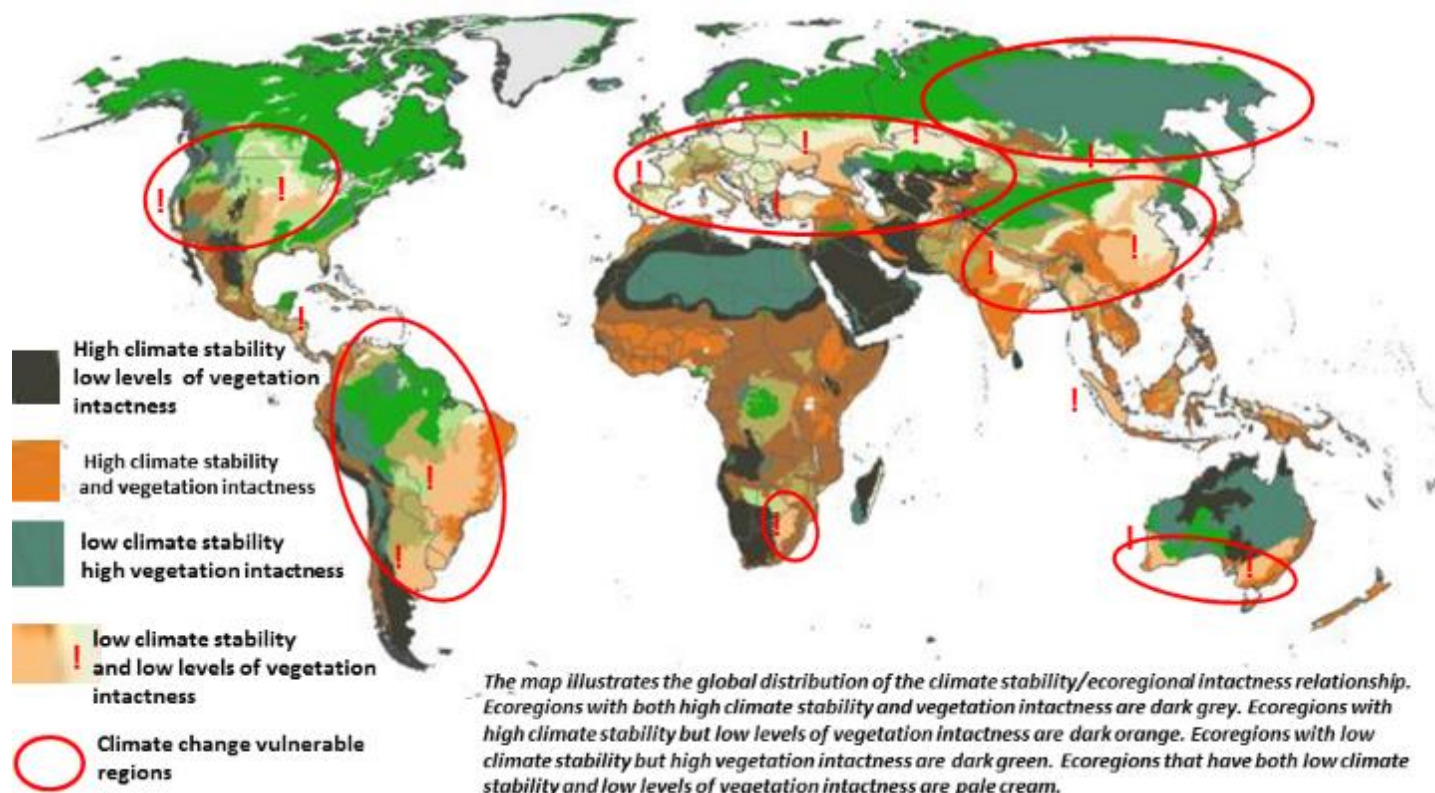 High climate stability
low levels  of vegetation
intactness
High climate stability
and vegetation intactness
low climate stability
high vegetation intactness
! low climate stability
and low levels of vegetation
intactness
Climate change vulnerable
regions
The map illustrates the global distribution of the climate stability/ecoregional intactness relationship.
Ecoregions with both high climate stability and vegetation intactness are dark grey. Ecoregions with
high climate stability but low levels of vegetation intactness are dark orange. Ecoregions with low
climate stability but high vegetation intactness are dark green.  Ecoregions that have both low climate
stability and low levels of vegetation intactness are pale cream.